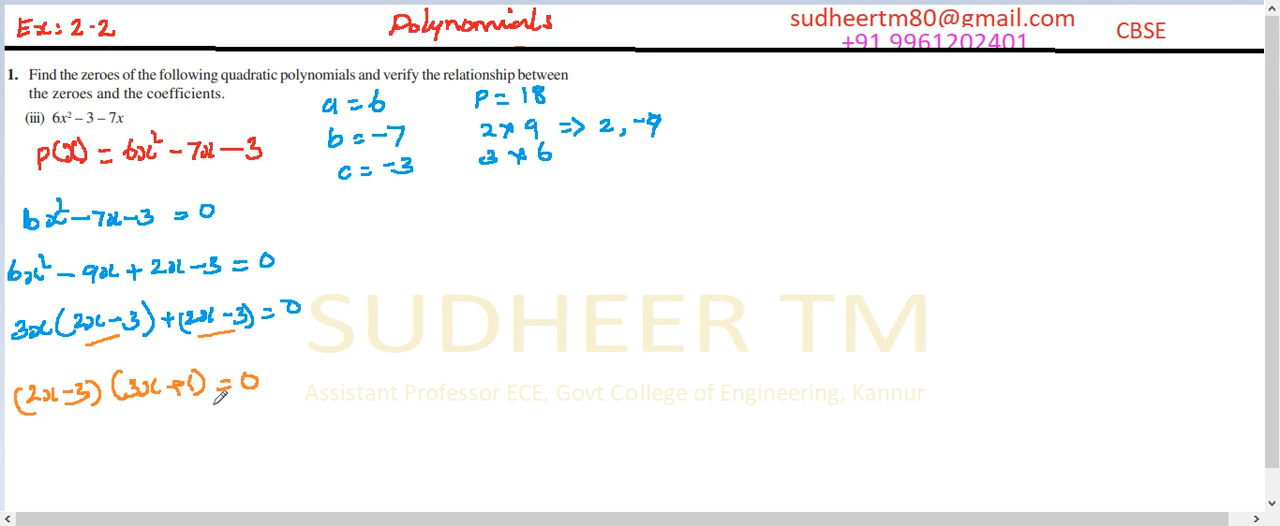 Ex: 2.2
Polynomials
sudheertm80@gmail.com
+91 9961202401
CBSE
1. Find the zeroes of the following quadratic polynomials and verify the relationship between
the zeroes and the coefficients.
(iii) 6x² – 3 – 7x
p(x) = 6x² - 7x - 3
a = 6
b = -7
c = -3
P = 18
2 * 9 => 2, -9
3 * 6
6x² - 7x - 3 = 0
6x² - 9x + 2x - 3 = 0
3x(2x - 3) + (2x - 3) = 0
(2x - 3) (3x + 1) = 0
SUDHEER TM
Assistant Professor ECE, Govt College of Engineering, Kannur